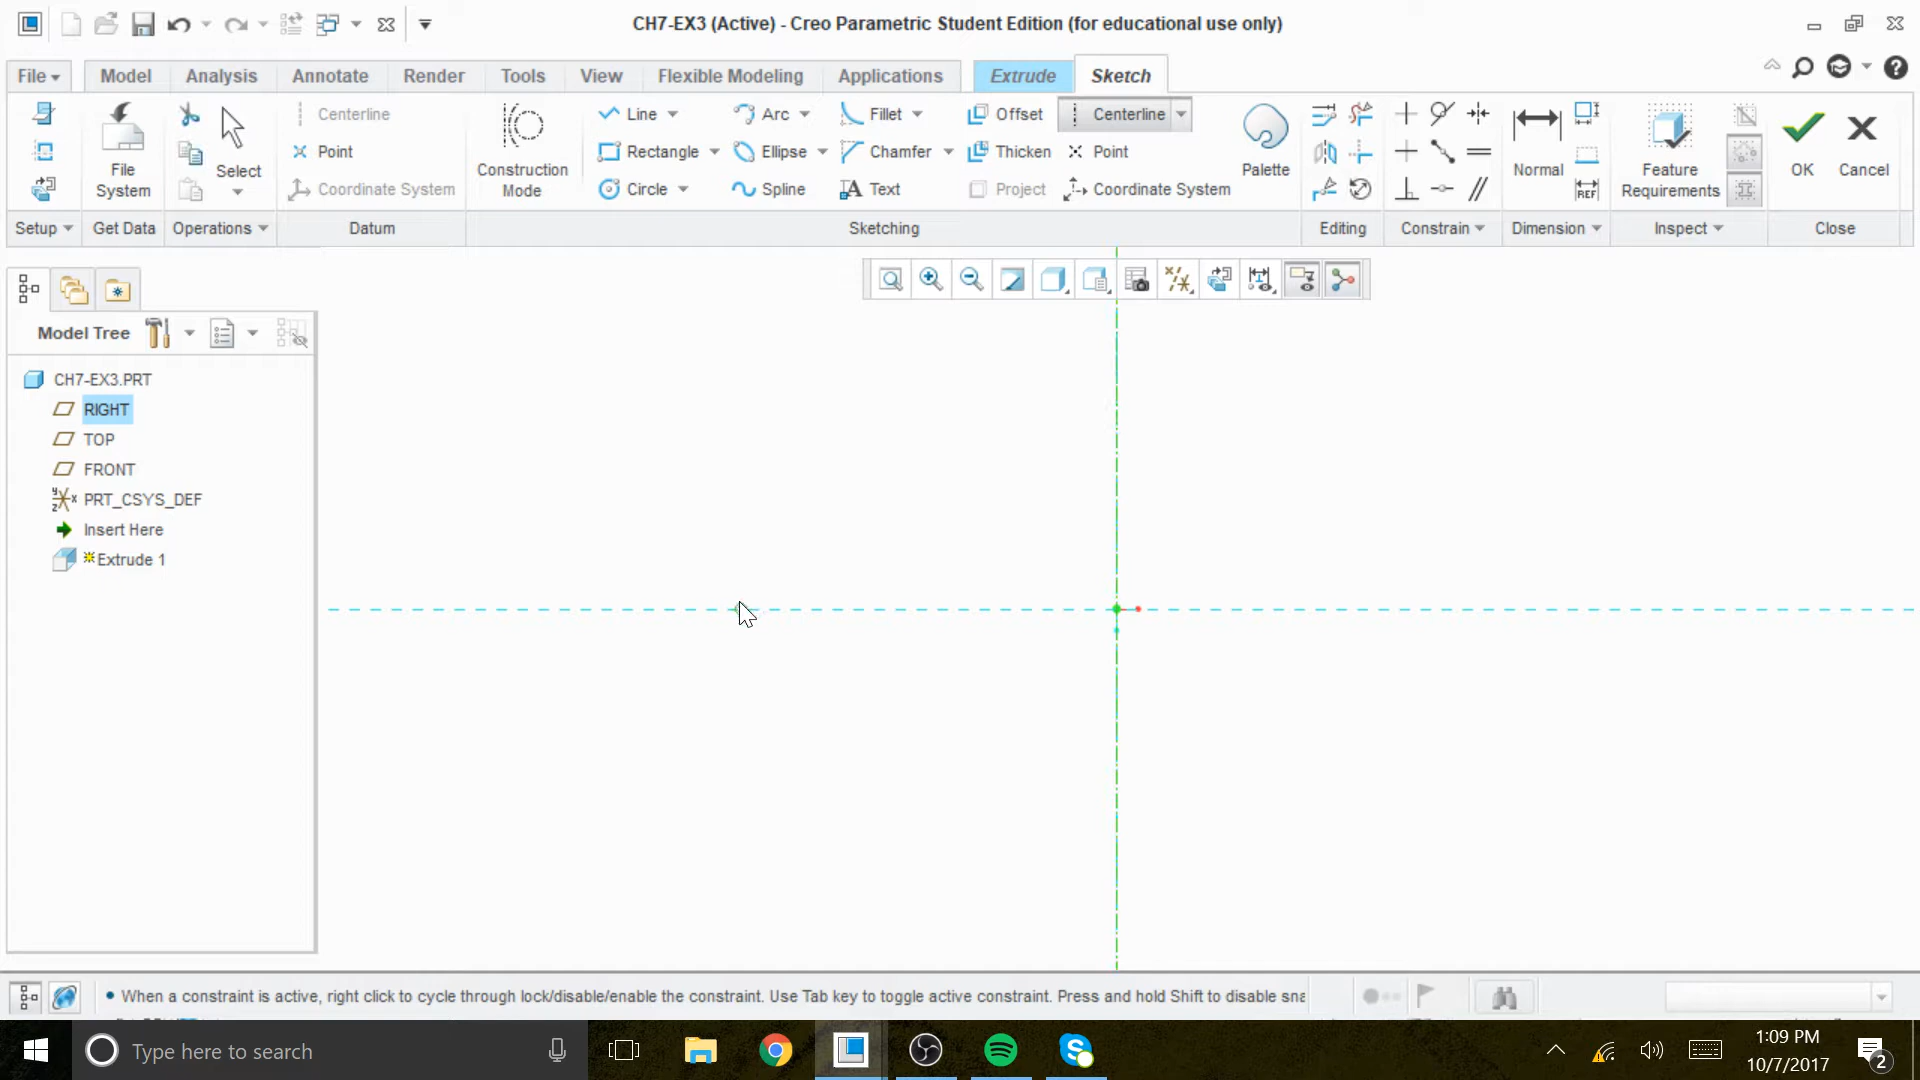 CH7-EX3 (Active) - Creo Parametric Student Edition (for educational use only)
File Model Analysis Annotate Render Tools View Flexible Modeling Applications Extrude Sketch
Centerline Line Arc Fillet Offset Centerline
Point Rectangle Ellipse Chamfer Thicken Point
Coordinate System Circle Spline Text Project Coordinate System
File System
Select
Construction Mode
Palette
Normal
REF
Feature Requirements
OK
Cancel
Setup Get Data Operations Datum Sketching Editing Constrain Dimension Inspect Close
Model Tree
CH7-EX3.PRT
RIGHT
TOP
FRONT
PRT_CSYS_DEF
Insert Here
Extrude 1
When a constraint is active, right click to cycle through lock/disable/enable the constraint. Use Tab key to toggle active constraint. Press and hold Shift to disable sna
Type here to search
1:09 PM
10/7/2017
2